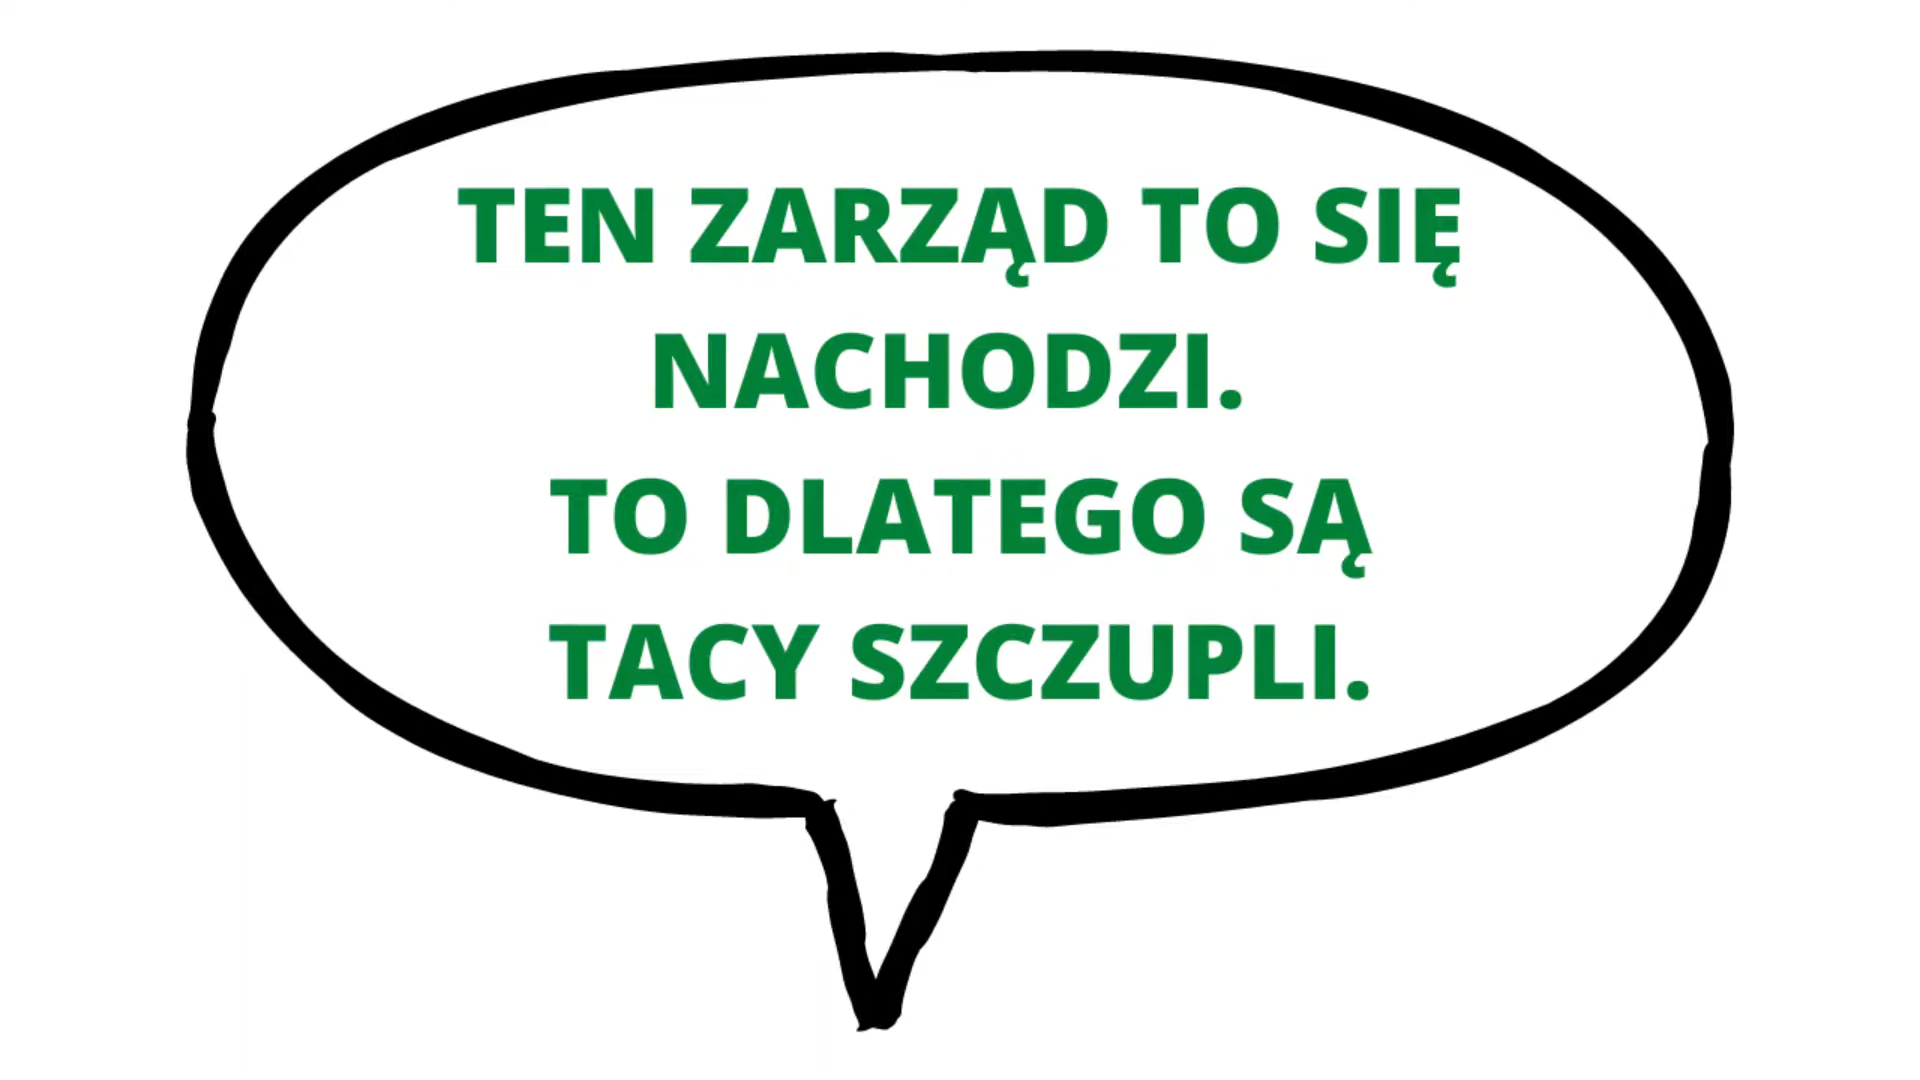 TEN ZARZĄD TO SIĘ
NACHODZI.
TO DLATEGO SĄ
TACY SZCZUPLI.